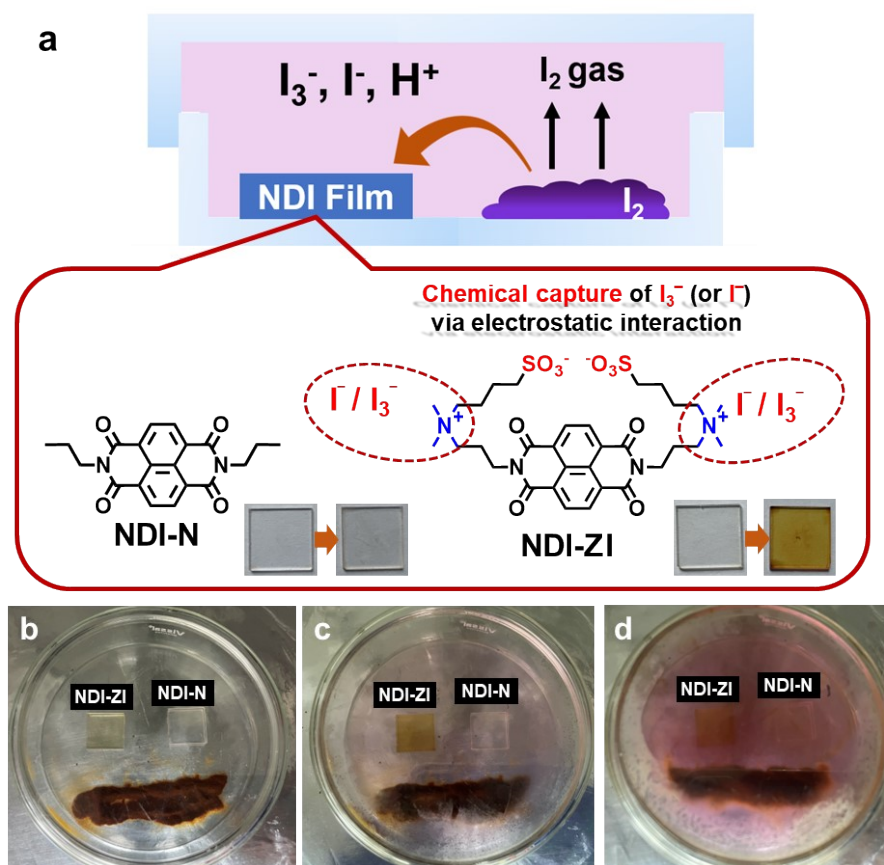 a
I₃⁻, I⁻, H⁺
I₂ gas
NDI Film
I₂
Chemical capture of I₃⁻ (or I⁻)
via electrostatic interaction
SO₃⁻ ⁻O₃S
I⁻ / I₃⁻
I⁻ / I₃⁻
N⁺
N⁺
O
O
O
O
N
N
N
N
O
O
O
O
NDI-N
NDI-ZI
b
NDI-ZI
NDI-N
c
NDI-ZI
NDI-N
d
NDI-ZI
NDI-N